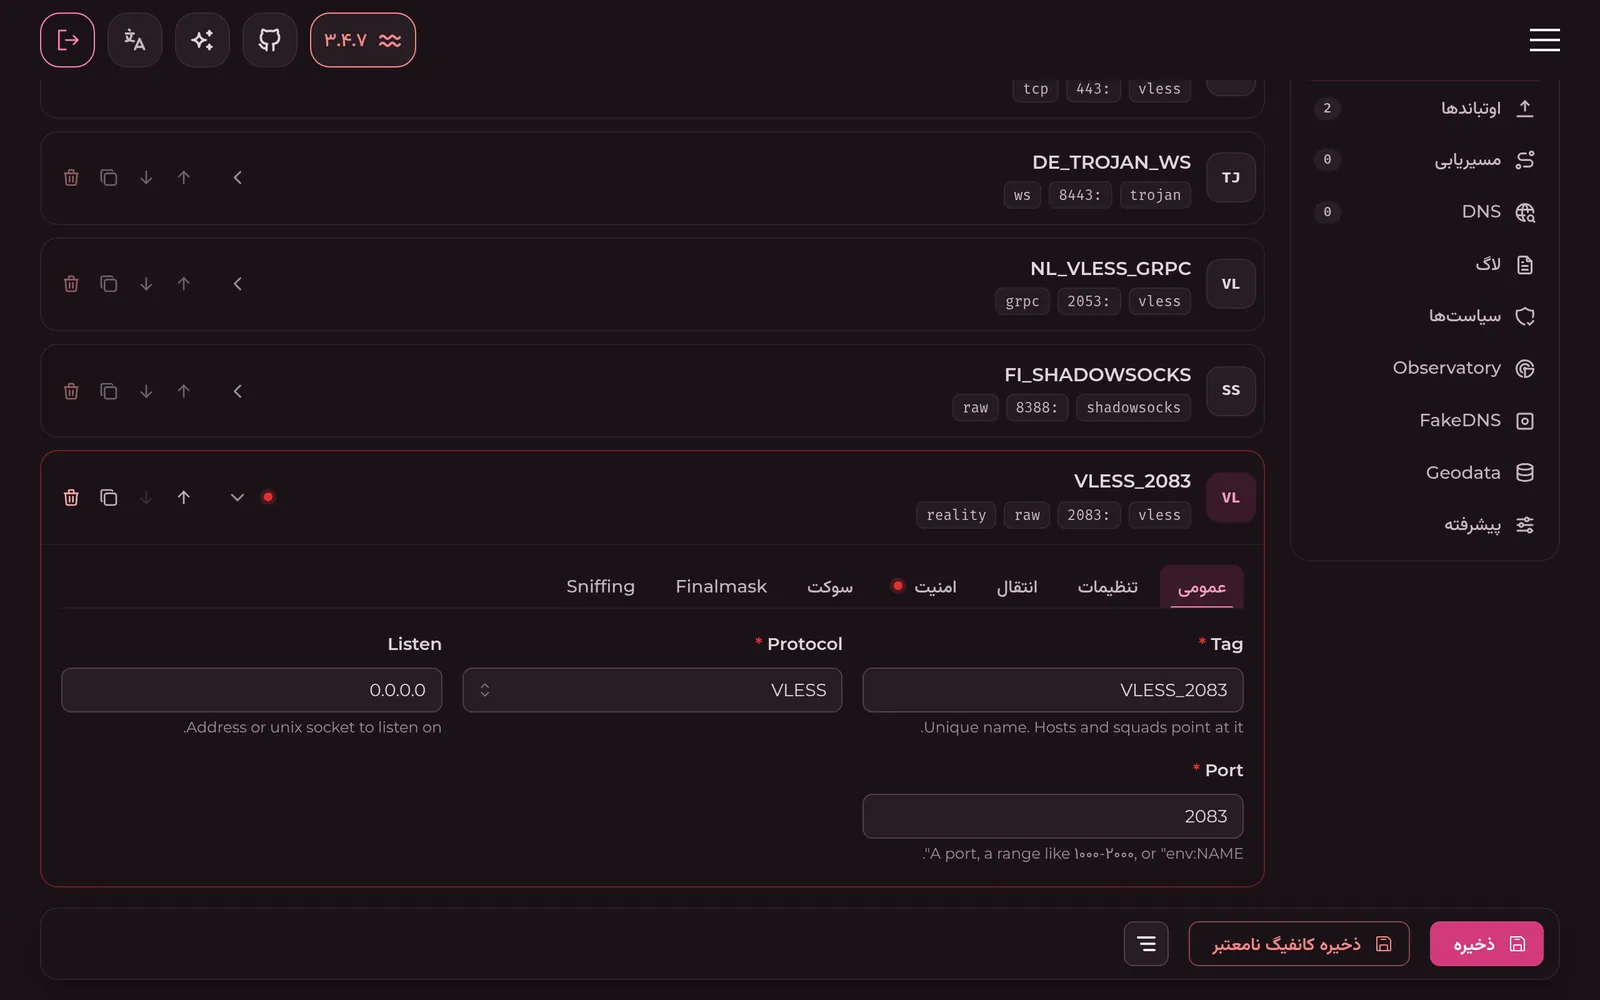 ۳.۴.۷
اوتباندها 2
مسیریابی 0
DNS 0
لاگ
سیاست‌ها
Observatory
FakeDNS
Geodata
پیشرفته
vless :443 tcp
TJ
DE_TROJAN_WS
trojan :8443 ws
VL
NL_VLESS_GRPC
vless :2053 grpc
SS
FI_SHADOWSOCKS
shadowsocks :8388 raw
VL
VLESS_2083
vless :2083 raw reality
عمومی تنظیمات انتقال امنیت سوکت Finalmask Sniffing
Tag *
VLESS_2083
Unique name. Hosts and squads point at it.
Protocol *
VLESS
Listen
0.0.0.0
Address or unix socket to listen on.
Port *
2083
A port, a range like ۱۰۰۰-۲۰۰۰, or "env:NAME".
ذخیره
ذخیره کانفیگ نامعتبر